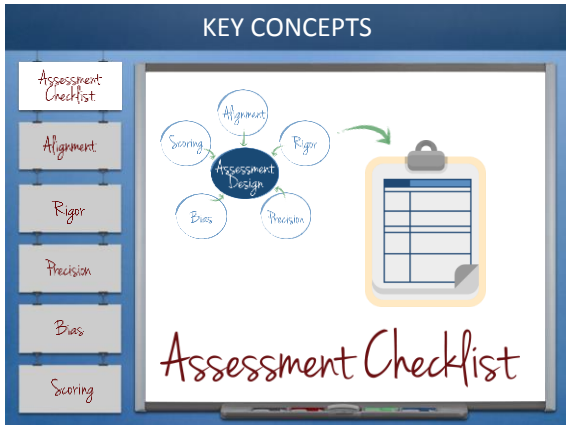 KEY CONCEPTS
Assessment
Checklist
Alignment
Rigor
Precision
Bias
Scoring
Alignment
Scoring
Rigor
Assessment
Design
Bias
Precision
Assessment Checklist